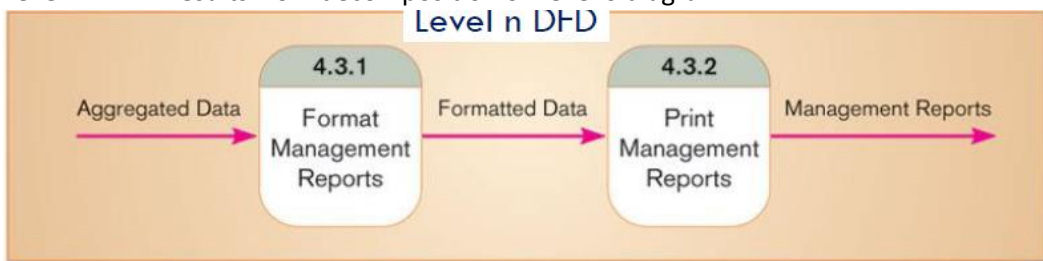 Level n DFD
4.3.1
4.3.2
Aggregated Data
Format
Management
Reports
Formatted Data
Print
Management
Reports
Management Reports